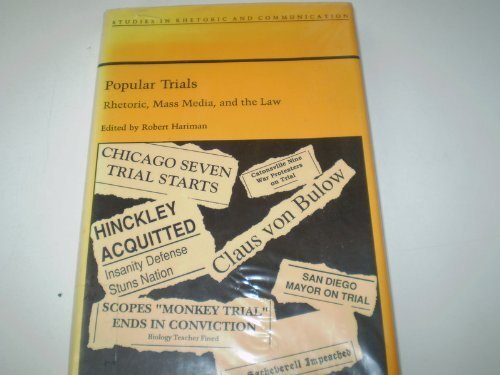 STUDIES IN RHETORIC AND COMMUNICATION
Popular Trials
Rhetoric, Mass Media, and the Law
Edited by Robert Hariman
CHICAGO SEVEN
TRIAL STARTS
Catonsville Nine
War Protesters
on Trial
HINCKLEY
ACQUITTED
Insanity Defense
Stuns Nation
Claus von Bulow
SAN DIEGO
MAYOR ON TRIAL
SCOPES "MONKEY TRIAL"
ENDS IN CONVICTION
Biology Teacher Fined
Sacheverell Impeached